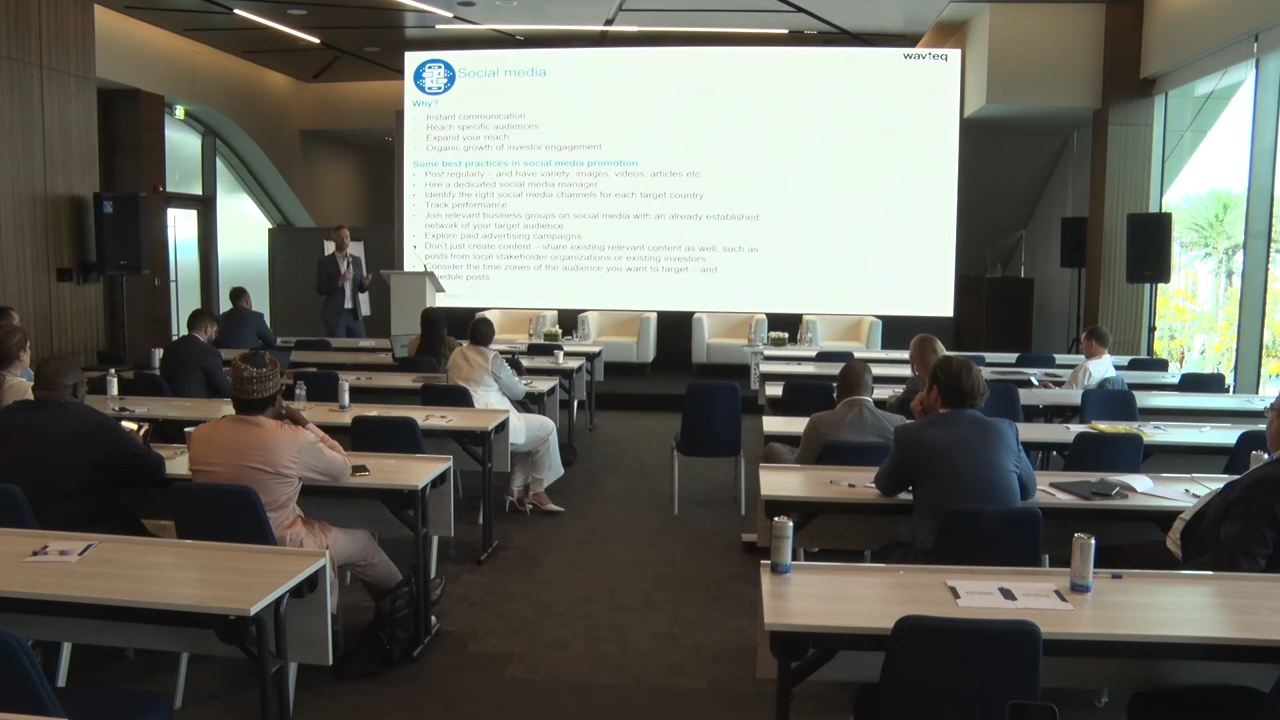 wavteq
Social media
Why?
Instant communication
Reach specific audiences
Expand your reach
Organic growth of investor engagement
Some best practices in social media promotion
Post regularly – and have variety, images, videos, articles etc
Hire a dedicated social media manager
Identify the right social media channels for each target country
Track performance
Join relevant business groups on social media with an already established
network of your target audience
Explore paid advertising campaigns
Don't just create content – share existing relevant content as well, such as
posts from local stakeholder organizations or existing investors.
Consider the time zones of the audience you want to target – and
posts.